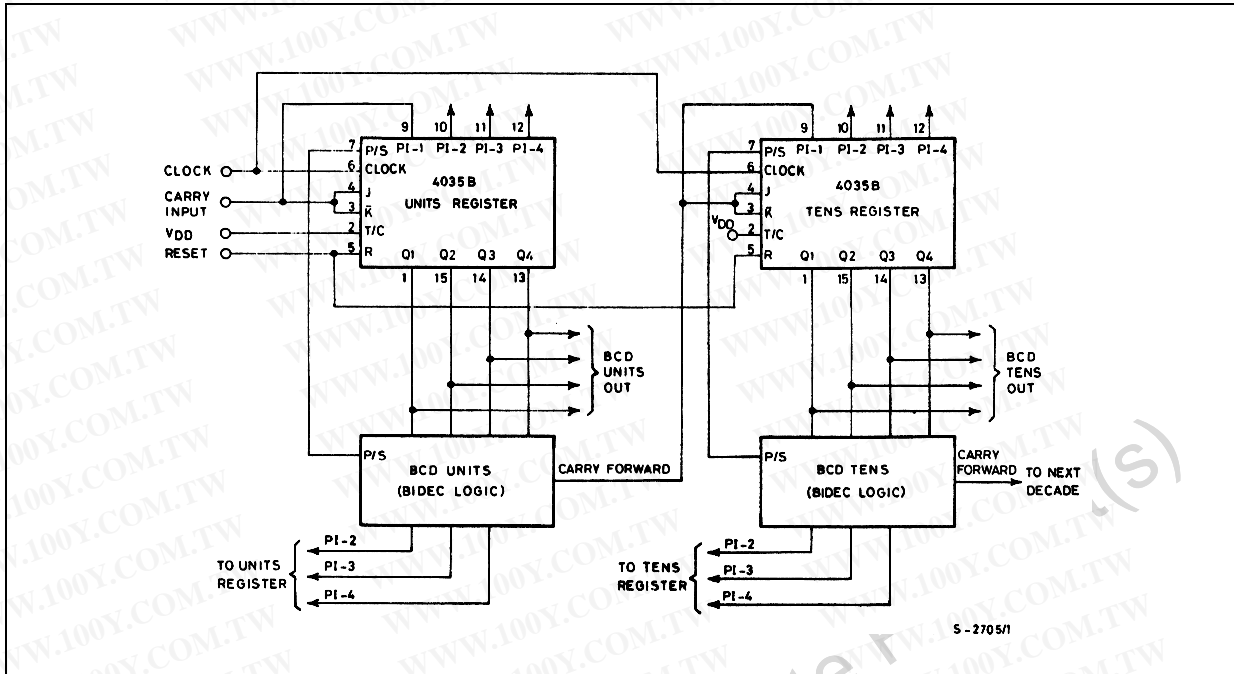 9 10 11 12
7 P/S PI-1 PI-2 PI-3 PI-4
CLOCK 6 CLOCK
4 J
CARRY INPUT
3 K̅
4035B
UNITS REGISTER
VDD 2 T/C
RESET 5 R
Q1 Q2 Q3 Q4
1 15 14 13
BCD
UNITS
OUT
P/S
BCD UNITS
(BIDEC LOGIC)
CARRY FORWARD
PI-2
PI-3
PI-4
TO UNITS
REGISTER
9 10 11 12
7 P/S PI-1 PI-2 PI-3 PI-4
6 CLOCK
4 J
3 K̅
4035B
TENS REGISTER
VDD 2 T/C
5 R
Q1 Q2 Q3 Q4
1 15 14 13
BCD
TENS
OUT
P/S
BCD TENS
(BIDEC LOGIC)
CARRY
FORWARD
TO NEXT
DECADE
PI-2
PI-3
PI-4
TO TENS
REGISTER
S-2705/1
WWW.100Y.COM.TW